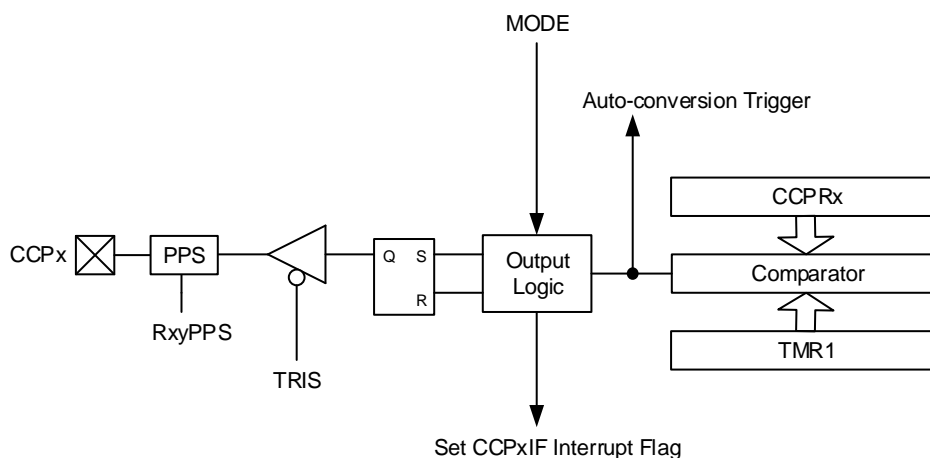 MODE
Auto-conversion Trigger
CCPRx
CCPx
PPS
Q
S
R
Output
Logic
Comparator
RxyPPS
TRIS
TMR1
Set CCPxIF Interrupt Flag